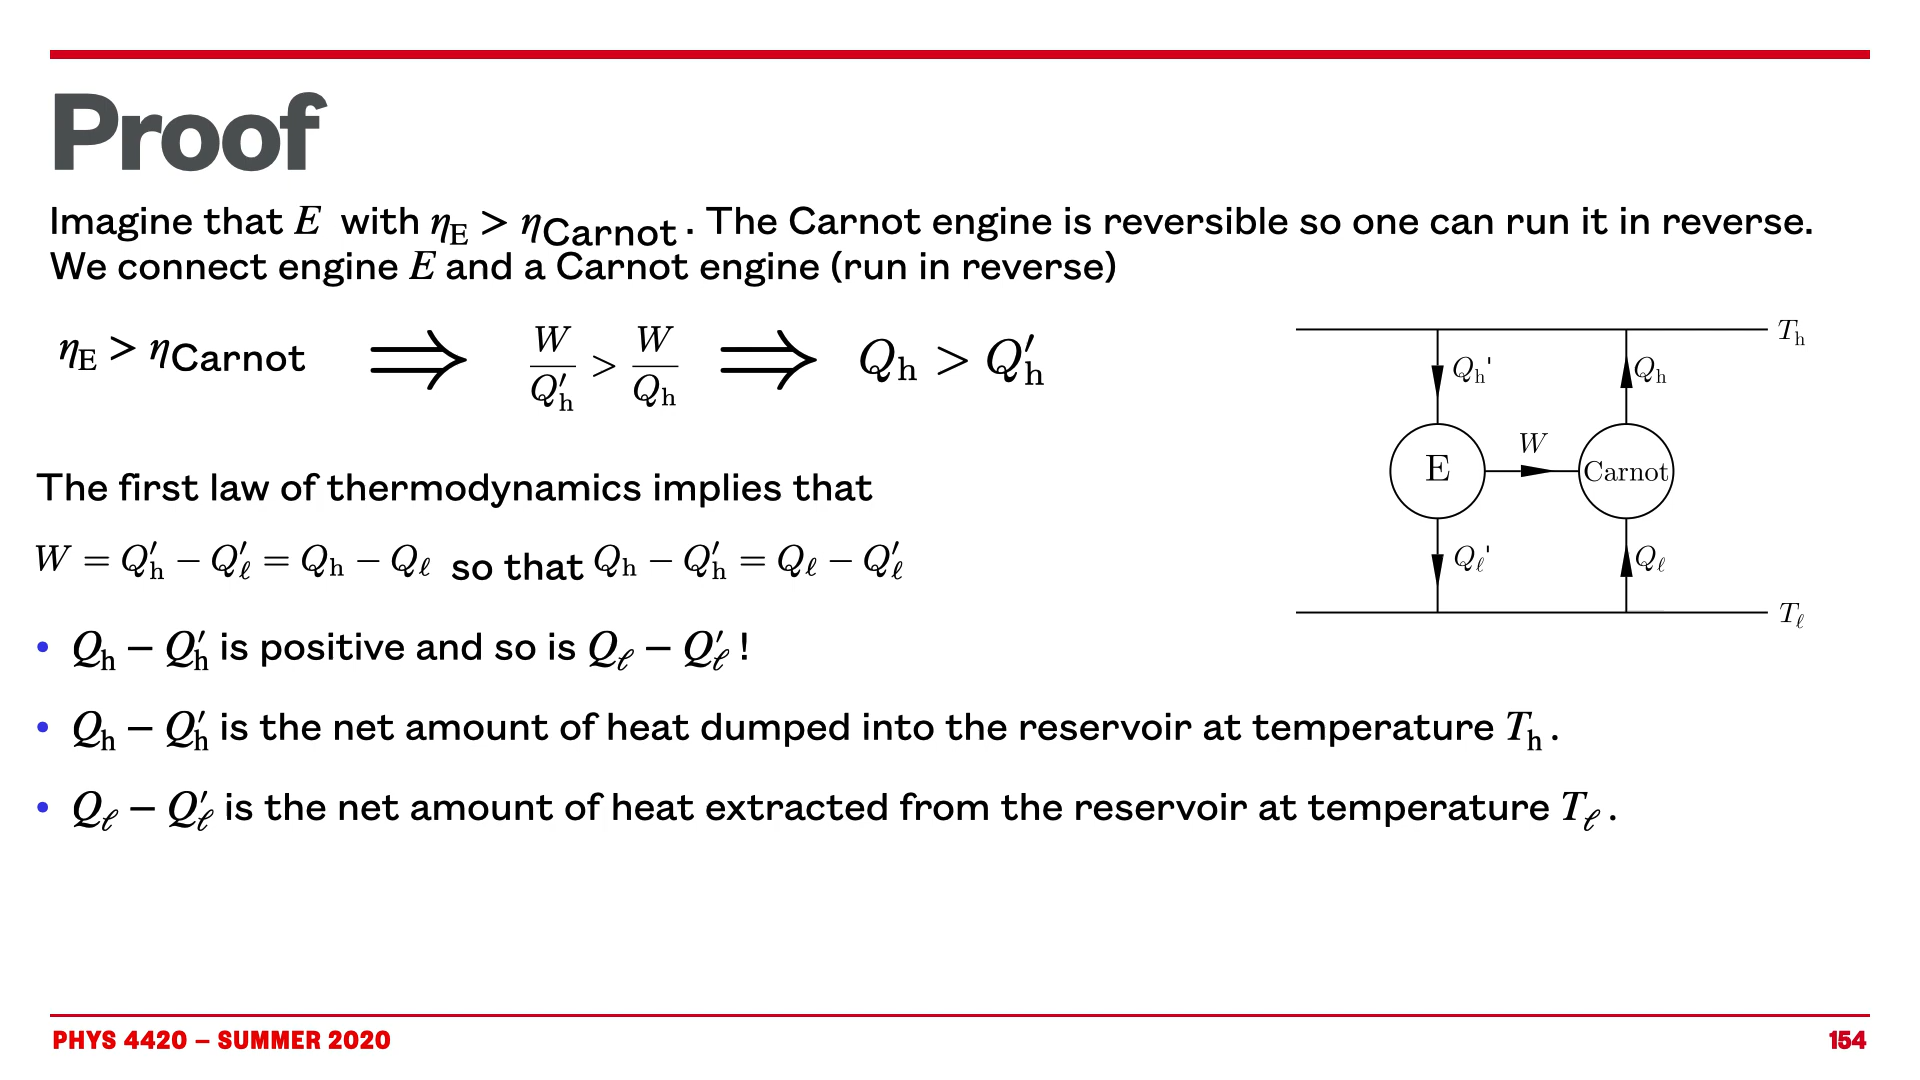 Proof
Imagine that E with η_E > η_Carnot. The Carnot engine is reversible so one can run it in reverse.
We connect engine E and a Carnot engine (run in reverse)
η_E > η_Carnot ⟹ W/Q′_h > W/Q_h ⟹ Q_h > Q′_h
T_h
Q_h' Q_h
E W Carnot
Q_ℓ' Q_ℓ
T_ℓ
The first law of thermodynamics implies that
W = Q′_h − Q′_ℓ = Q_h − Q_ℓ so that Q_h − Q′_h = Q_ℓ − Q′_ℓ
• Q_h − Q′_h is positive and so is Q_ℓ − Q′_ℓ !
• Q_h − Q′_h is the net amount of heat dumped into the reservoir at temperature T_h.
• Q_ℓ − Q′_ℓ is the net amount of heat extracted from the reservoir at temperature T_ℓ.
PHYS 4420 – SUMMER 2020
154